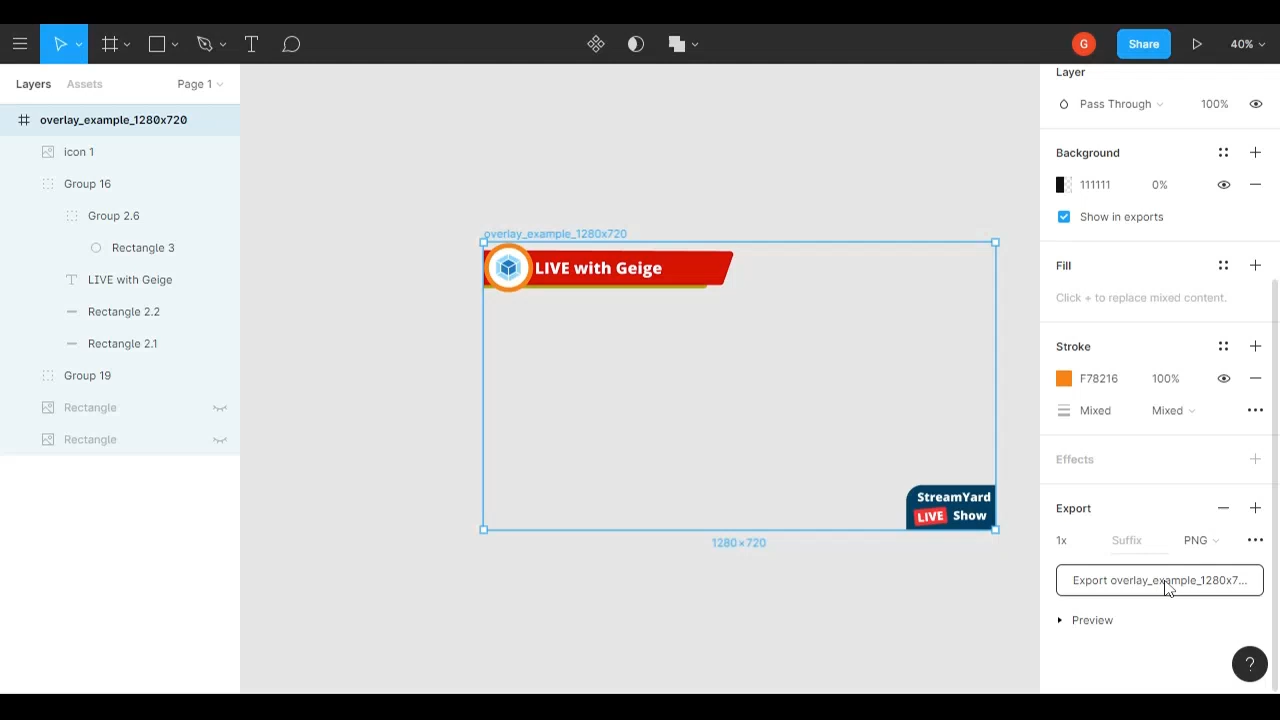 G
Share
40%
Layers
Assets
Page 1
overlay_example_1280x720
icon 1
Group 16
Group 2.6
Rectangle 3
LIVE with Geige
Rectangle 2.2
Rectangle 2.1
Group 19
Rectangle
Rectangle
overlay_example_1280x720
LIVE with Geige
StreamYard
LIVE Show
1280×720
Layer
Pass Through
100%
Background
111111
0%
Show in exports
Fill
Click + to replace mixed content.
Stroke
F78216
100%
Mixed
Mixed
Effects
Export
1x
Suffix
PNG
Export overlay_example_1280x7...
Preview
?